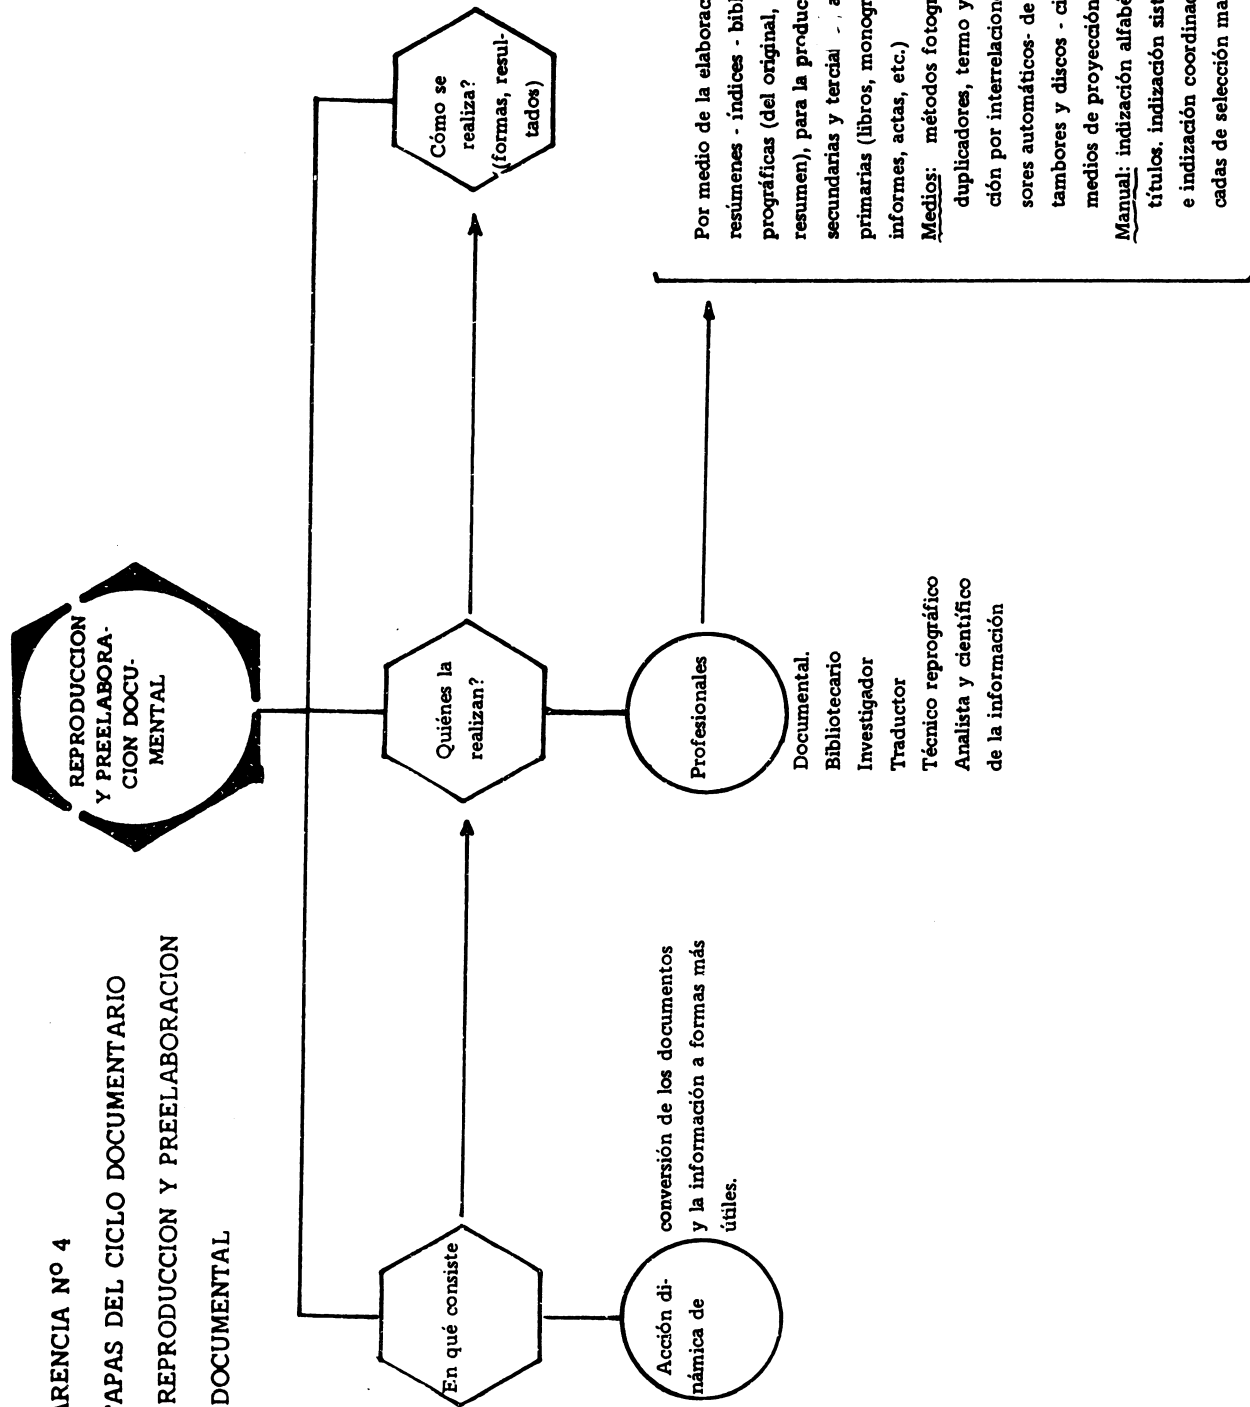 ARENCIA Nº 4
APAS DEL CICLO DOCUMENTARIO
REPRODUCCION Y PREELABORACION
DOCUMENTAL
REPRODUCCION
Y PREELABORA-
CION DOCU-
MENTAL
En qué consiste
Quiénes la
realizan?
Cómo se
realiza?
(formas, resul-
tados)
Acción di-
námica de
conversión de los documentos
y la información a formas más
útiles.
Profesionales
Documental.
Bibliotecario
Investigador
Traductor
Técnico reprográfico
Analista y científico
de la información
Por medio de la elaborac
resúmenes - índices - bibl
prográficas (del original,
resumen), para la produc
secundarias y tercial
primarias (libros, monogr
informes, actas, etc.)
Medios: métodos fotogr
duplicadores, termo y
ción por interrelacion
sores automáticos- de
tambores y discos - ci
medios de proyección
Manual: indización alfabé
títulos. indización sist
e indización coordinad
cadas de selección ma